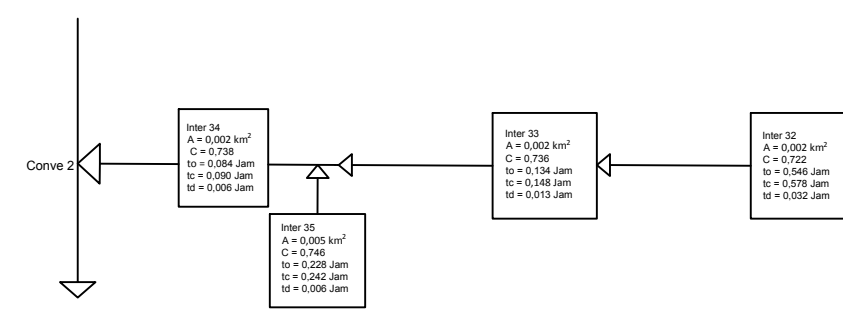 Conve 2
Inter 34
A = 0,002 km²
C = 0,738
to = 0,084 Jam
tc = 0,090 Jam
td = 0,006 Jam
Inter 35
A = 0,005 km²
C = 0,746
to = 0,228 Jam
tc = 0,242 Jam
td = 0,006 Jam
Inter 33
A = 0,002 km²
C = 0,736
to = 0,134 Jam
tc = 0,148 Jam
td = 0,013 Jam
Inter 32
A = 0,002 km²
C = 0,722
to = 0,546 Jam
tc = 0,578 Jam
td = 0,032 Jam